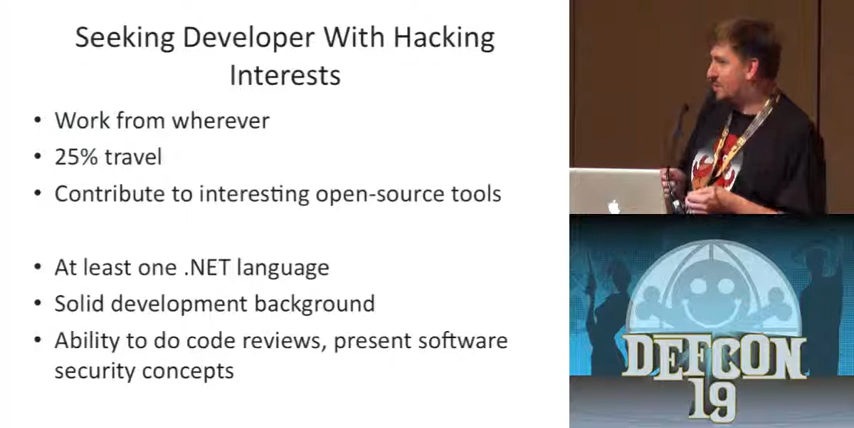 Seeking Developer With Hacking
Interests
• Work from wherever
• 25% travel
• Contribute to interesting open-source tools
• At least one .NET language
• Solid development background
• Ability to do code reviews, present software
security concepts
DEFCON
19